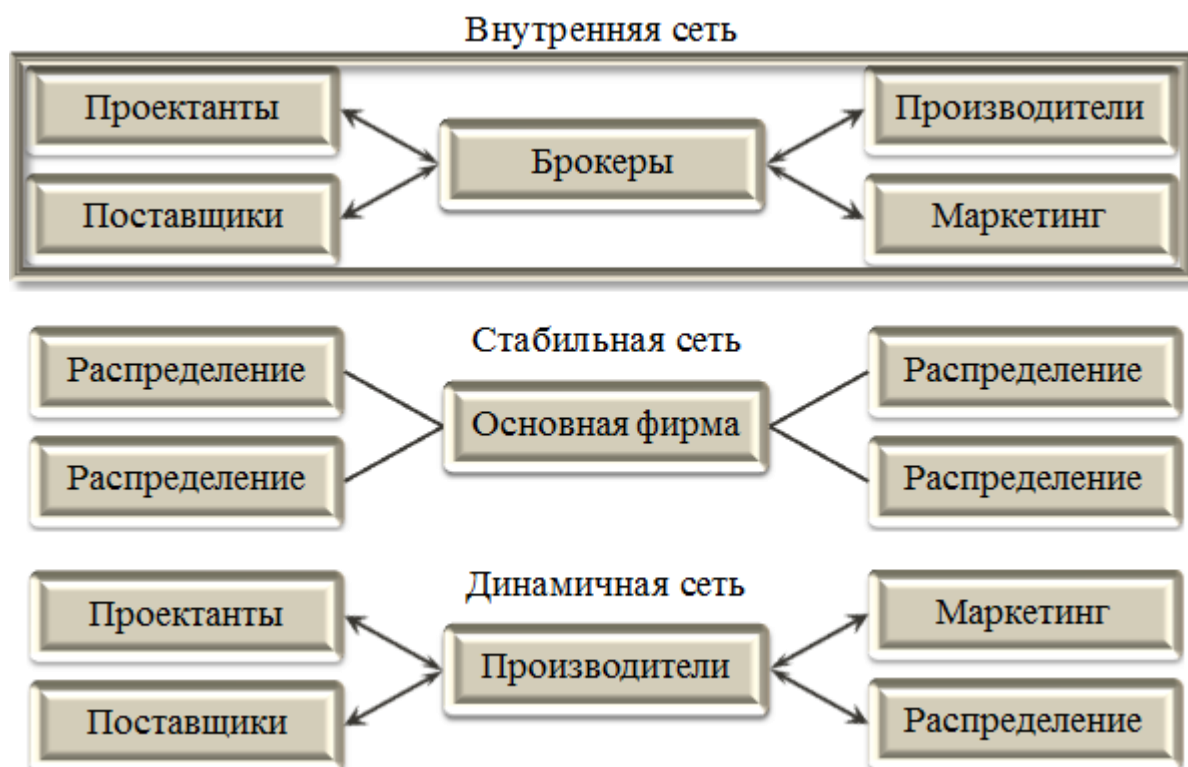 Внутренняя сеть
Проектанты
Производители
Брокеры
Поставщики
Маркетинг
Стабильная сеть
Распределение
Распределение
Основная фирма
Распределение
Распределение
Динамичная сеть
Проектанты
Маркетинг
Производители
Поставщики
Распределение